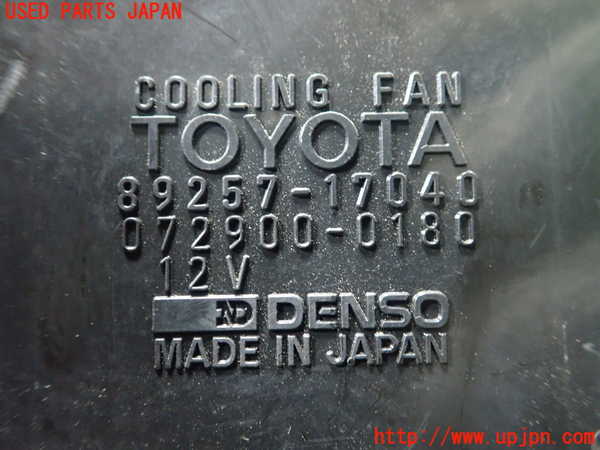 USED PARTS JAPAN
COOLING FAN
TOYOTA
89257-17040
072900-0180
12V
ND DENSO
MADE IN JAPAN
http://www.upjpn.com/